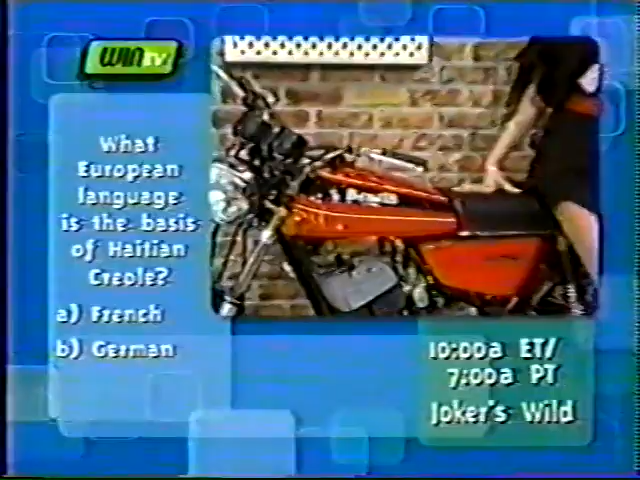 WIN TV
What
European
language
is the basis
of Haitian
Creole?
a) French
b) German
10:00a ET/
7:00a PT
Joker's Wild